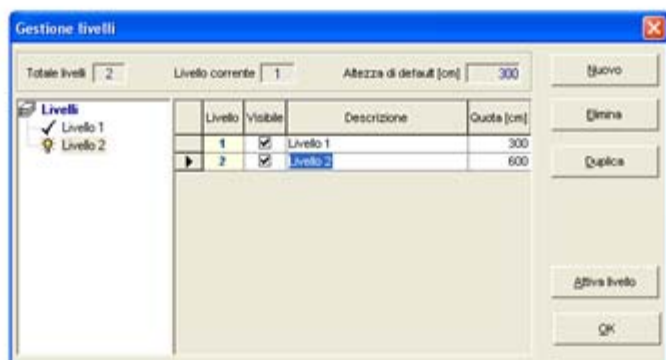 Gestione livelli
Totale livelli 2 Livello corrente 1 Altezza di default [cm] 300 Nuovo
Livelli
Livello 1
Livello 2
Livello Visibile Descrizione Quota [cm]
1 Livello 1 300
2 Livello 2 600
Elimina
Duplica
Attiva livello
OK